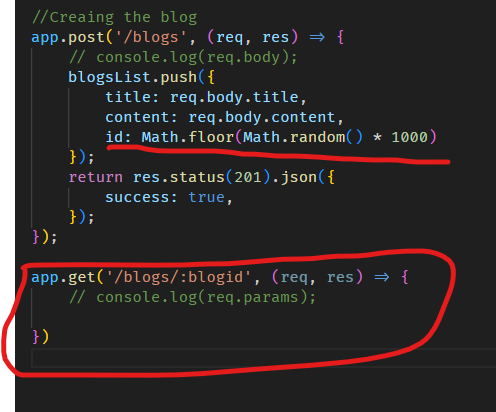 //Creaing the blog
app.post('/blogs', (req, res) => {
// console.log(req.body);
blogsList.push({
title: req.body.title,
content: req.body.content,
id: Math.floor(Math.random() * 1000)
});
return res.status(201).json({
success: true,
});
});
app.get('/blogs/:blogid', (req, res) => {
// console.log(req.params);
})